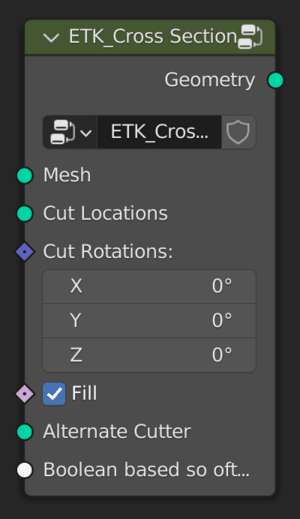 ETK_Cross Section
Geometry
ETK_Cros...
Mesh
Cut Locations
Cut Rotations:
X 0°
Y 0°
Z 0°
Fill
Alternate Cutter
Boolean based so oft...